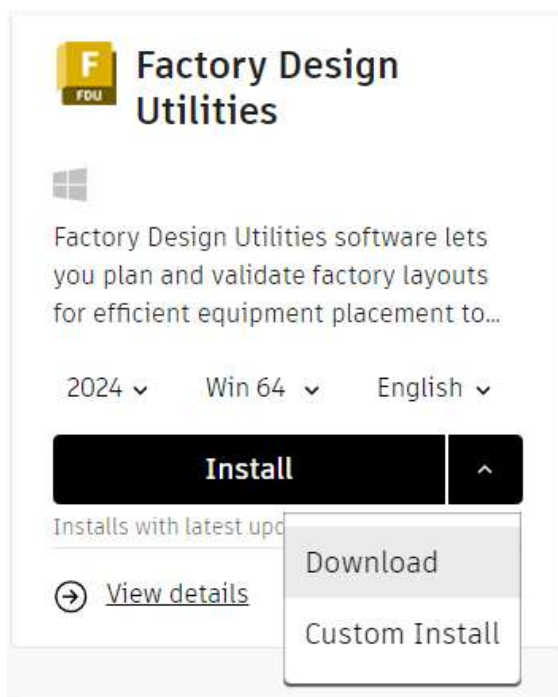 F
FDU
Factory Design
Utilities
Factory Design Utilities software lets
you plan and validate factory layouts
for efficient equipment placement to...
2024 Win 64 English
Install
Installs with latest
Download
View details
Custom Install